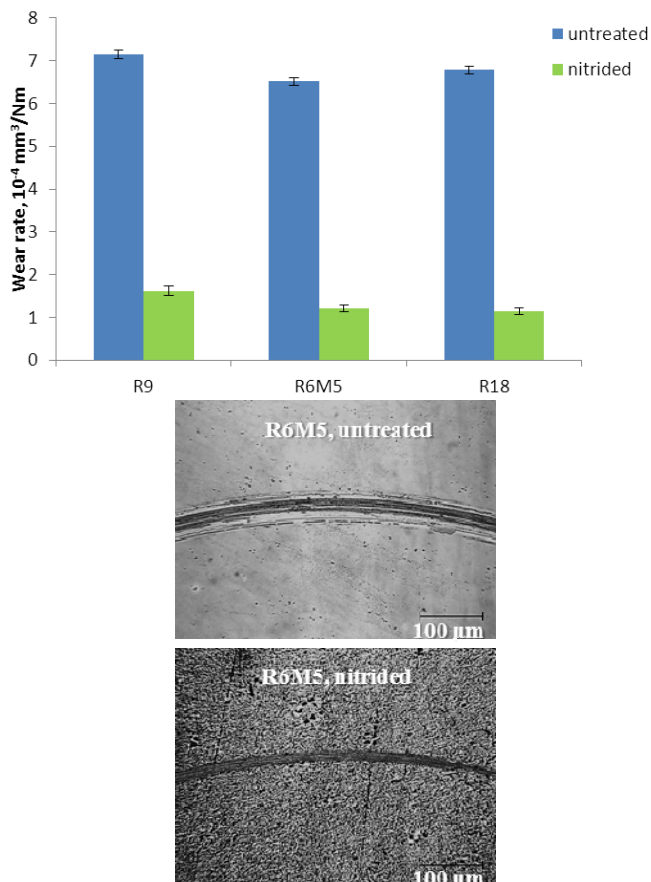 8
7
6
5
4
3
2
1
0
Wear rate, 10⁻⁴ mm³/Nm
untreated
nitrided
R9 R6M5 R18
R6M5, untreated
100 µm
R6M5, nitrided
100 µm